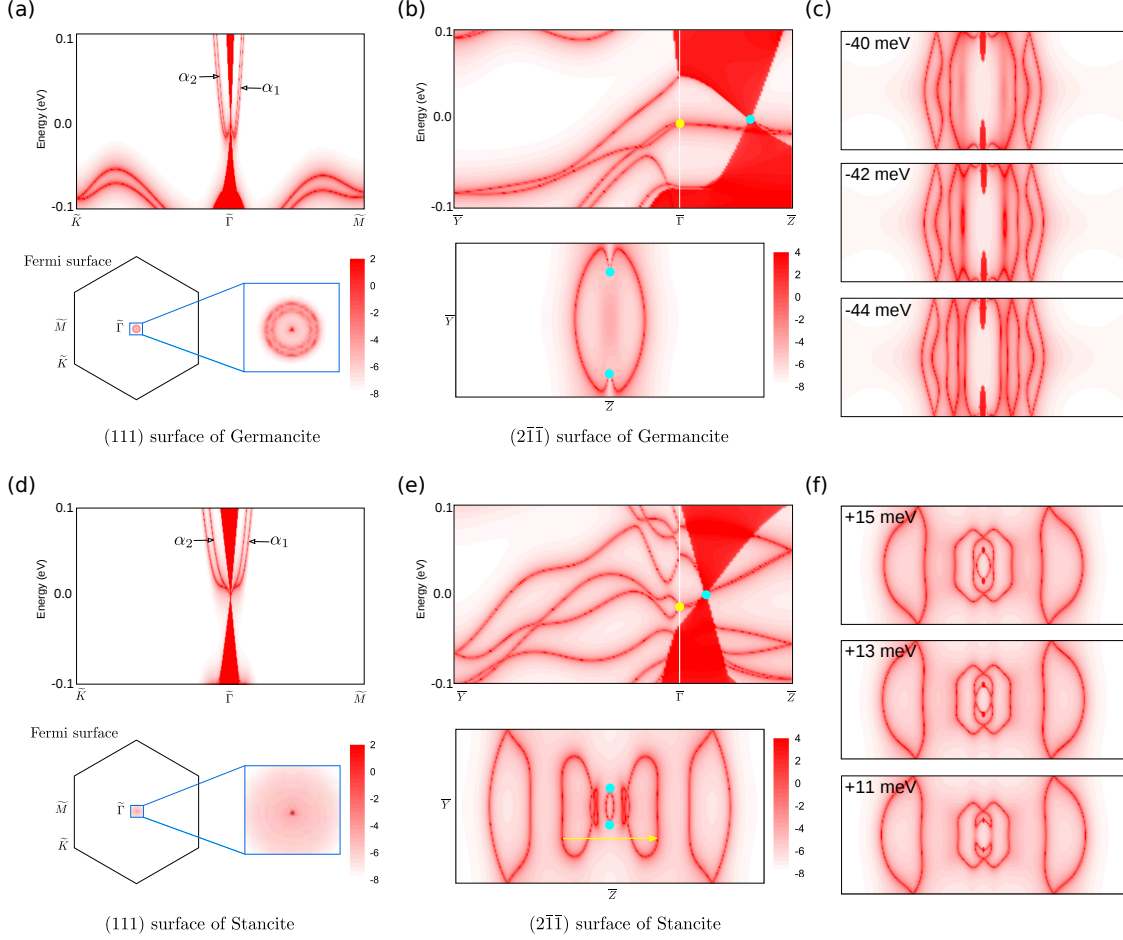 (a)
0.1
0.0
-0.1
Energy (eV)
α₂
α₁
K̃
Γ̃
M̃
Fermi surface
M̃
K̃
Γ̃
2
0
-2
-4
-6
-8
(111) surface of Germancite
(b)
0.1
0.0
-0.1
Energy (eV)
Y̅
Γ̅
Z̅
Y̅
Z̅
4
2
0
-2
-4
-6
-8
(21̅1̅) surface of Germancite
(c)
-40 meV
-42 meV
-44 meV
(d)
0.1
0.0
-0.1
Energy (eV)
α₂
α₁
K̃
Γ̃
M̃
Fermi surface
M̃
K̃
Γ̃
2
0
-2
-4
-6
-8
(111) surface of Stancite
(e)
0.1
0.0
-0.1
Energy (eV)
Y̅
Γ̅
Z̅
Y̅
Z̅
4
2
0
-2
-4
-6
-8
(21̅1̅) surface of Stancite
(f)
+15 meV
+13 meV
+11 meV